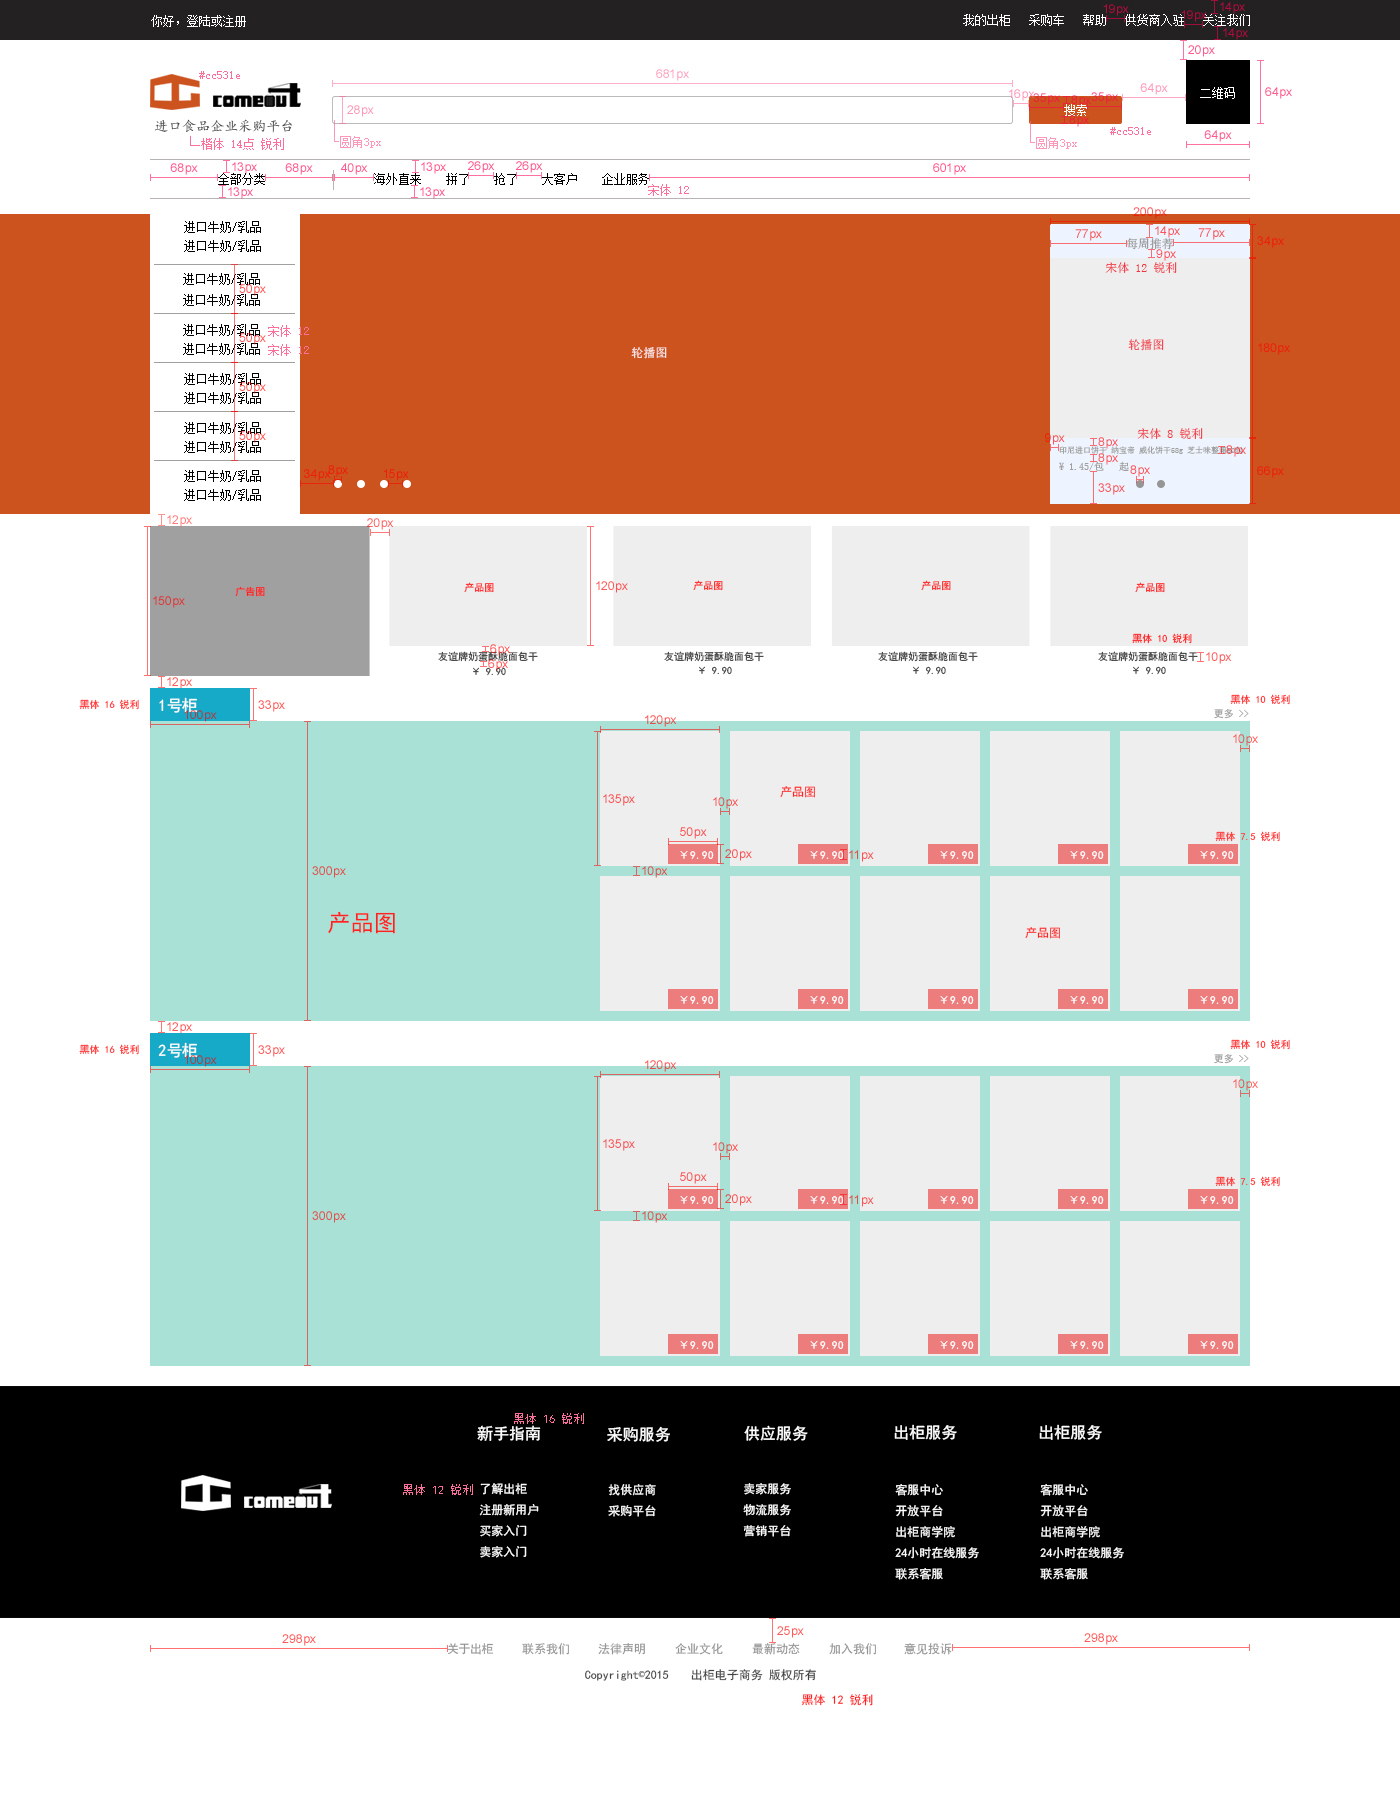 你好，登陆或注册
我的出柜 采购车 帮助 供货商入驻 关注我们
19px 19px 14px
14px
20px
#cc531e
comeout
进口食品企业采购平台
楷体 14点 锐利
681px
28px
圆角3px
16px 35px 35px
搜索
圆角3px
#cc531e
64px
二维码
64px
64px
68px 13px 68px 40px 13px 26px 26px 601px
全部分类 海外直来 拼了 抢了 大客户 企业服务
13px 13px
宋体 12
进口牛奶/乳品
进口牛奶/乳品
进口牛奶/乳品
50px
进口牛奶/乳品
进口牛奶/乳品 宋体 12
50px
进口牛奶/乳品 宋体 12
进口牛奶/乳品
50px
进口牛奶/乳品
进口牛奶/乳品
50px
进口牛奶/乳品
进口牛奶/乳品
进口牛奶/乳品
轮播图
34px 8px 15px
200px
77px 14px 77px
每周推荐
9px
34px
宋体 12 锐利
轮播图
180px
宋体 8 锐利
9px 8px 8px
8px
¥ 1.45/包 起
8px
33px
66px
12px
20px
150px
广告图
产品图
120px
产品图
产品图
产品图
黑体 10 锐利
6px
友谊牌奶蛋酥脆面包干 友谊牌奶蛋酥脆面包干 友谊牌奶蛋酥脆面包干 友谊牌奶蛋酥脆面包干
10px
6px
¥ 9.90 ¥ 9.90 ¥ 9.90 ¥ 9.90
12px
黑体 16 锐利
1号柜
33px
100px
黑体 10 锐利
更多 >>
120px
10px
135px
10px
产品图
50px
黑体 7.5 锐利
¥9.90 20px ¥9.90 11px ¥9.90 ¥9.90 ¥9.90
300px
10px
产品图
产品图
¥9.90 ¥9.90 ¥9.90 ¥9.90 ¥9.90
12px
黑体 16 锐利
2号柜
33px
100px
黑体 10 锐利
更多 >>
120px
10px
135px
10px
50px
黑体 7.5 锐利
¥9.90 20px ¥9.90 11px ¥9.90 ¥9.90 ¥9.90
300px
10px
¥9.90 ¥9.90 ¥9.90 ¥9.90 ¥9.90
黑体 16 锐利
新手指南 采购服务 供应服务 出柜服务 出柜服务
comeout
黑体 12 锐利
了解出柜 找供应商 卖家服务 客服中心 客服中心
注册新用户 采购平台 物流服务 开放平台 开放平台
买家入门 营销平台 出柜商学院 出柜商学院
卖家入门 24小时在线服务 24小时在线服务
联系客服 联系客服
298px 25px 298px
关于出柜 联系我们 法律声明 企业文化 最新动态 加入我们 意见投诉
Copyright©2015 出柜电子商务 版权所有
黑体 12 锐利